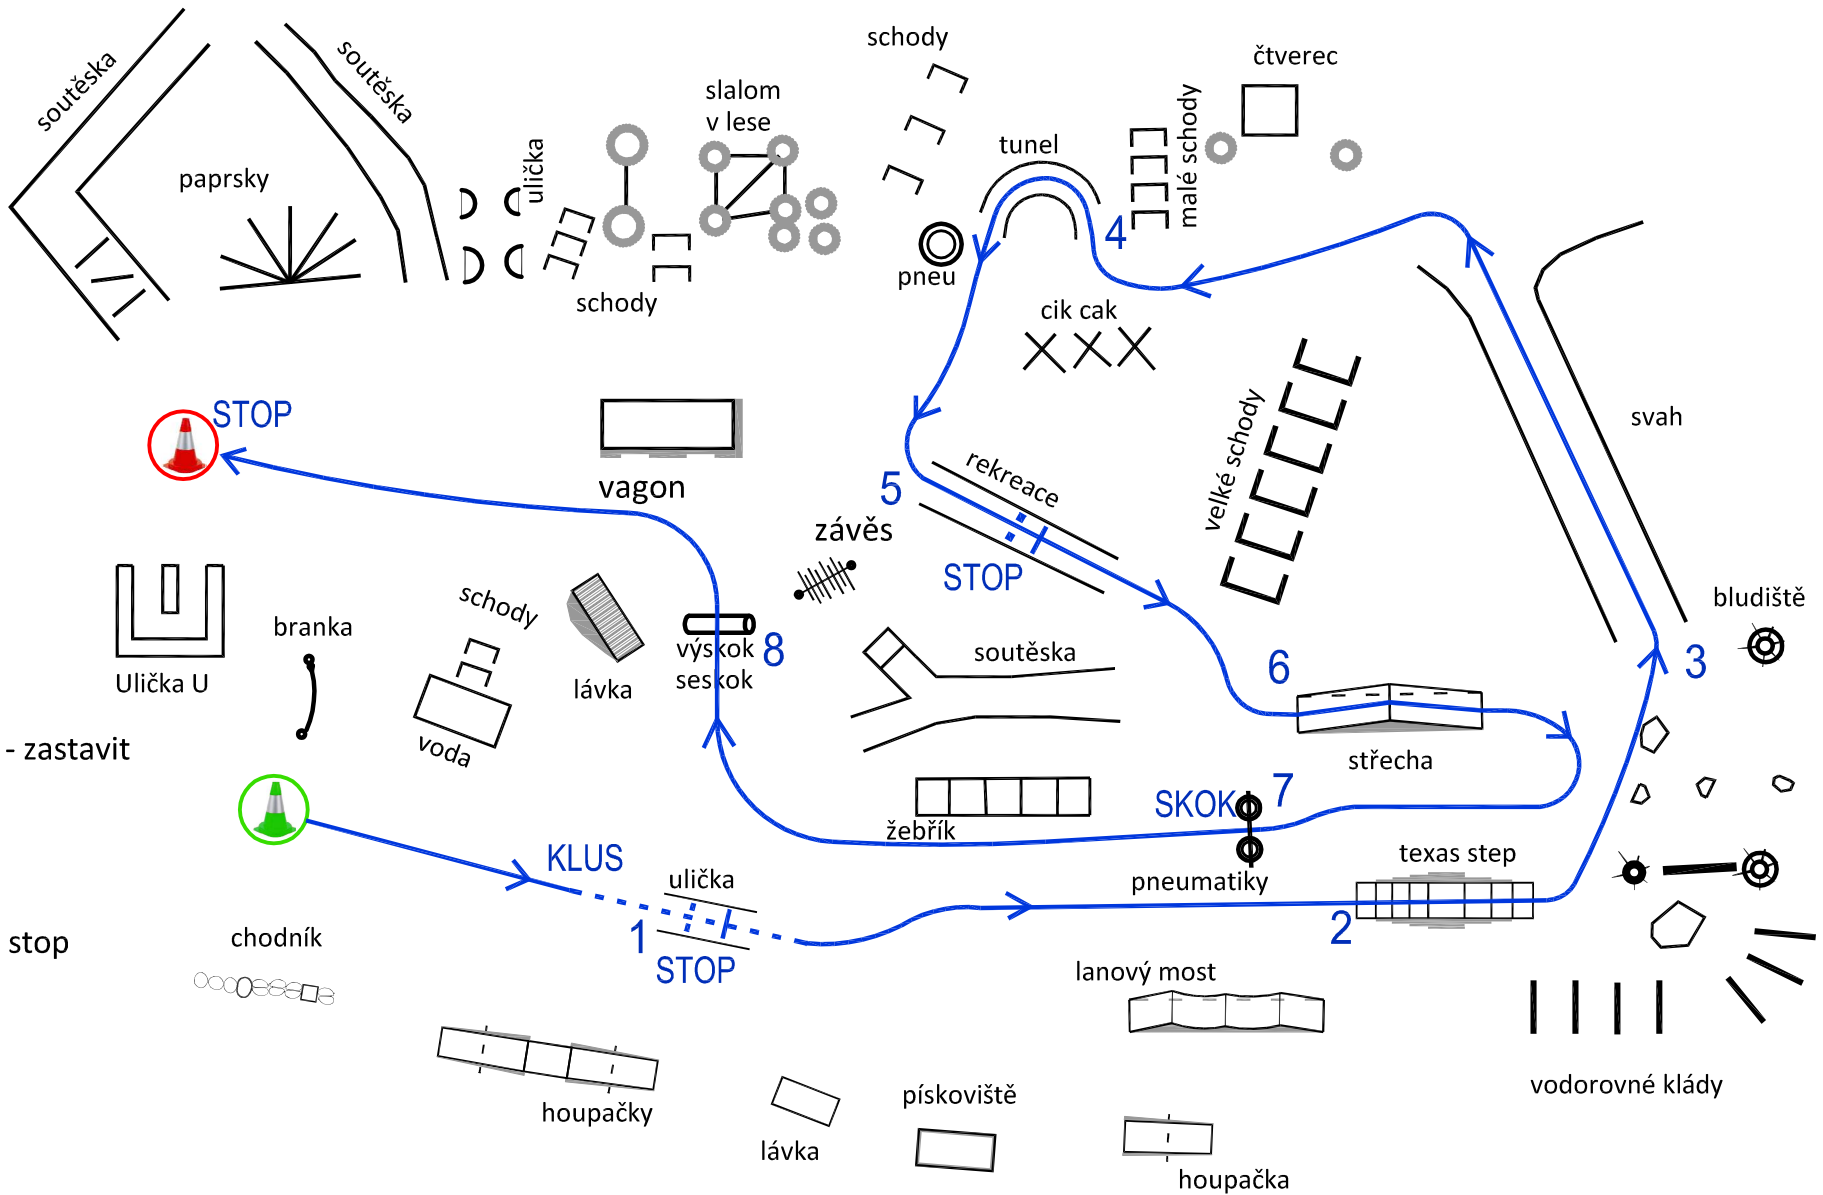 soutěska
soutěska
paprsky
ulička
schody
slalom
v lese
schody
tunel
malé schody
čtverec
pneu
cik cak
svah
STOP
vagon
velké schody
5
rekreace
STOP
závěs
4
Ulička U
branka
schody
voda
lávka
výskok
seskok
8
soutěska
6
3
bludiště
střecha
- zastavit
KLUS
ulička
1
STOP
žebřík
SKOK
7
pneumatiky
texas step
2
stop
chodník
lanový most
houpačky
lávka
pískoviště
houpačka
vodorovné klády